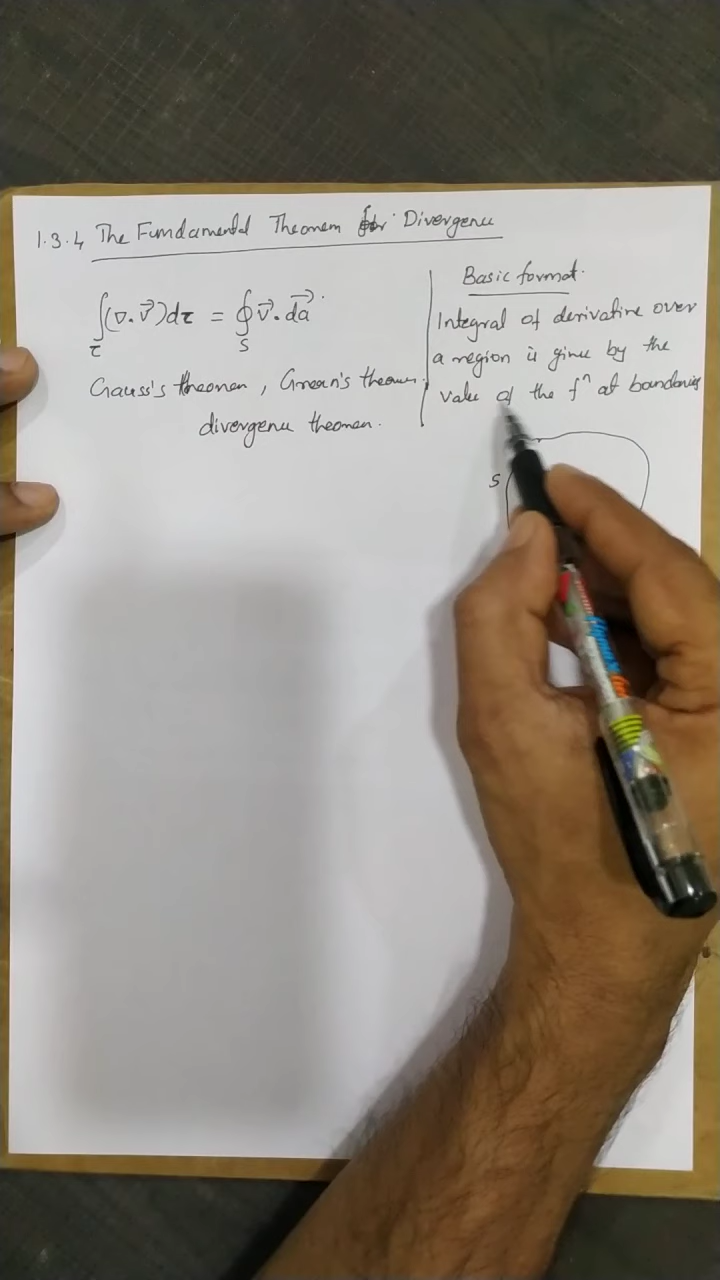 1.3.4 The Fundamental Theorem for Divergence
∫(∇.v⃗)dτ = ∮v⃗.da⃗
τ S
Gauss's theorem, Green's theorem,
divergence theorem.
Basic format.
Integral of derivative over
a region is given by the
value of the fⁿ at boundaries
S